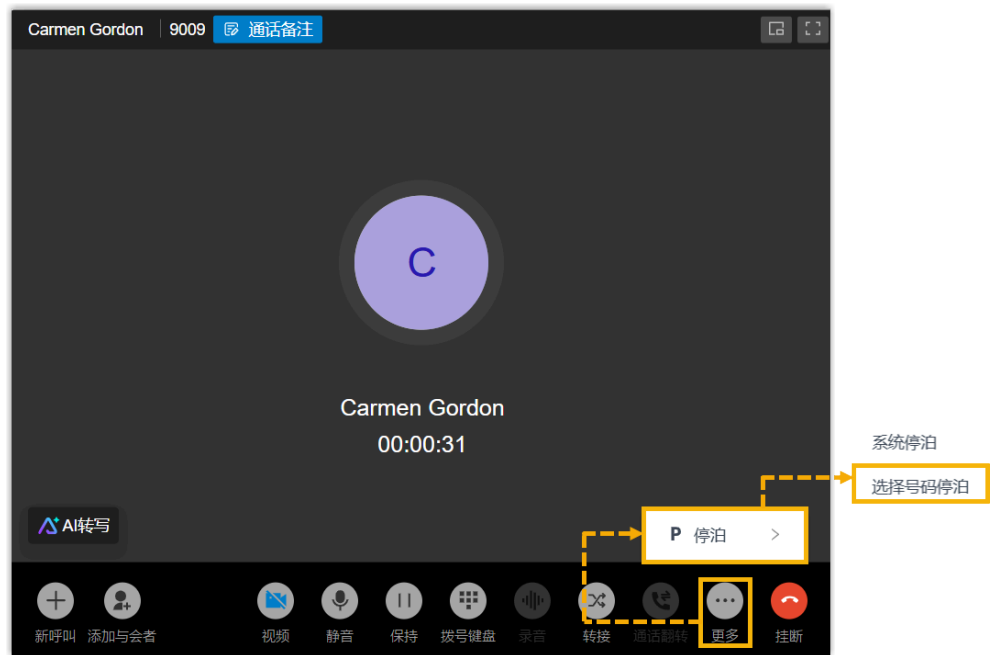 Carmen Gordon 9009 通话备注
C
Carmen Gordon
00:00:31
系统停泊
选择号码停泊
AI转写
P 停泊
新呼叫 添加与会者 视频 静音 保持 拨号键盘 录音 转接 通话翻转 更多 挂断